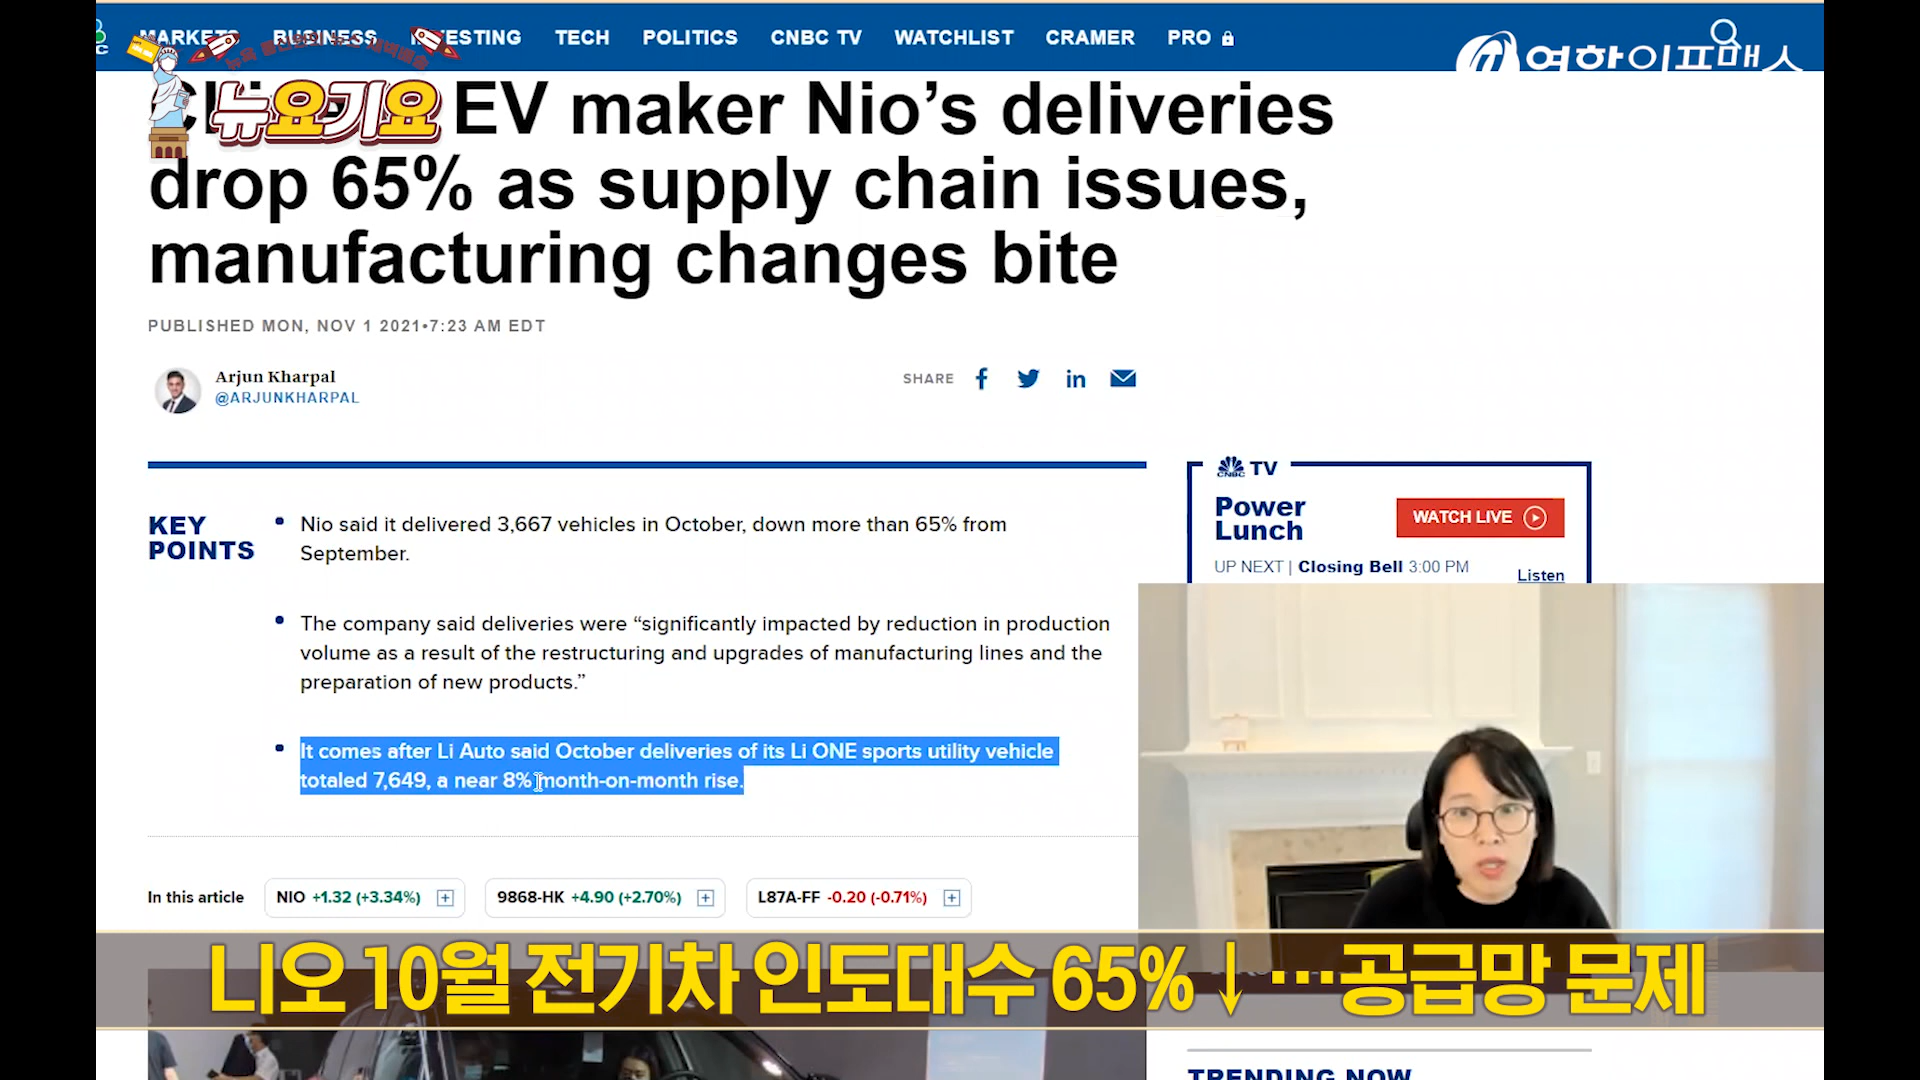 MARKETS BUSINESS INVESTING TECH POLITICS CNBC TV WATCHLIST CRAMER PRO
뉴요기요
연합인포맥스
EV maker Nio’s deliveries
drop 65% as supply chain issues,
manufacturing changes bite
PUBLISHED MON, NOV 1 2021•7:23 AM EDT
Arjun Kharpal
@ARJUNKHARPAL
SHARE
KEY
POINTS
Nio said it delivered 3,667 vehicles in October, down more than 65% from
September.
The company said deliveries were “significantly impacted by reduction in production
volume as a result of the restructuring and upgrades of manufacturing lines and the
preparation of new products.”
It comes after Li Auto said October deliveries of its Li ONE sports utility vehicle
totaled 7,649, a near 8% month-on-month rise.
CNBC TV
Power
Lunch
WATCH LIVE
UP NEXT | Closing Bell 3:00 PM
Listen
In this article
NIO +1.32 (+3.34%)
9868-HK +4.90 (+2.70%)
L87A-FF -0.20 (-0.71%)
니오 10월 전기차 인도대수 65%↓…공급망 문제
TRENDING NOW